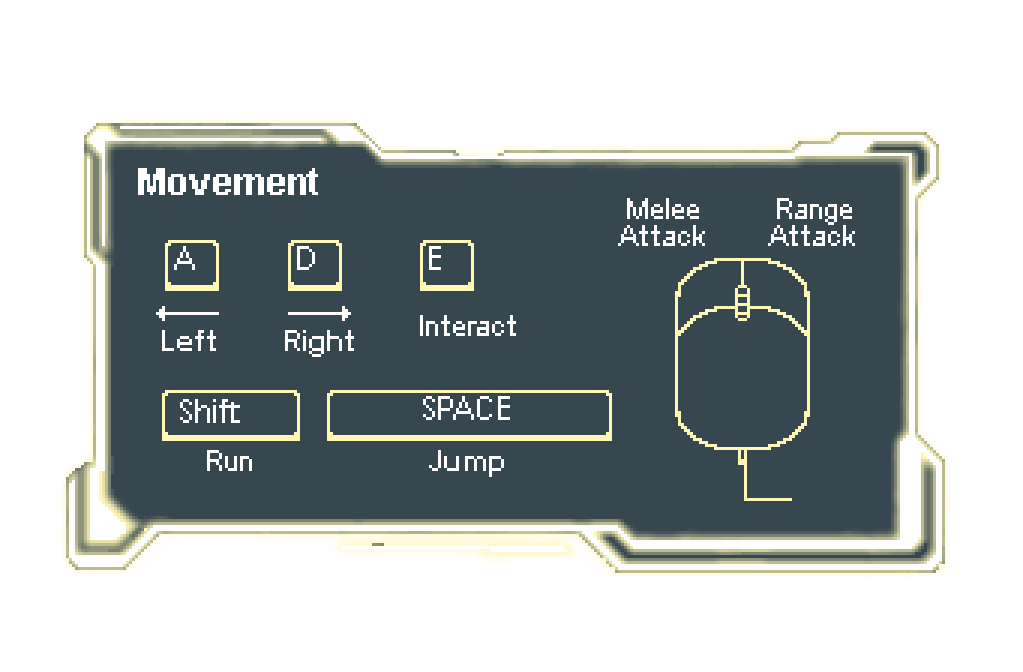 Movement
Melee
Attack
Range
Attack
A
D
E
Left
Right
Interact
Shift
SPACE
Run
Jump